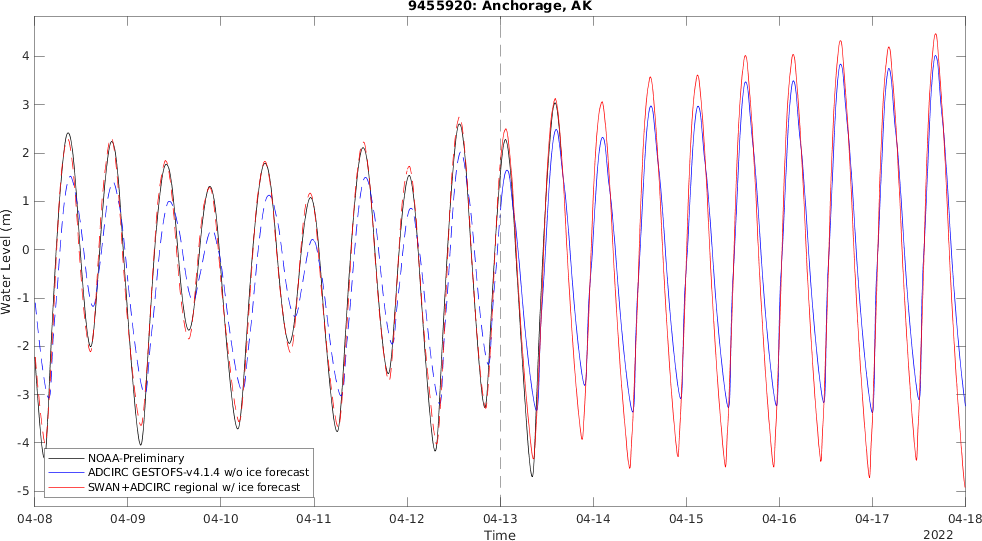 9455920: Anchorage, AK
Water Level (m)
4
3
2
1
0
-1
-2
-3
-4
-5
NOAA-Preliminary
ADCIRC GESTOFS-v4.1.4 w/o ice forecast
SWAN+ADCIRC regional w/ ice forecast
04-08 04-09 04-10 04-11 04-12 04-13 04-14 04-15 04-16 04-17 04-18
Time
2022